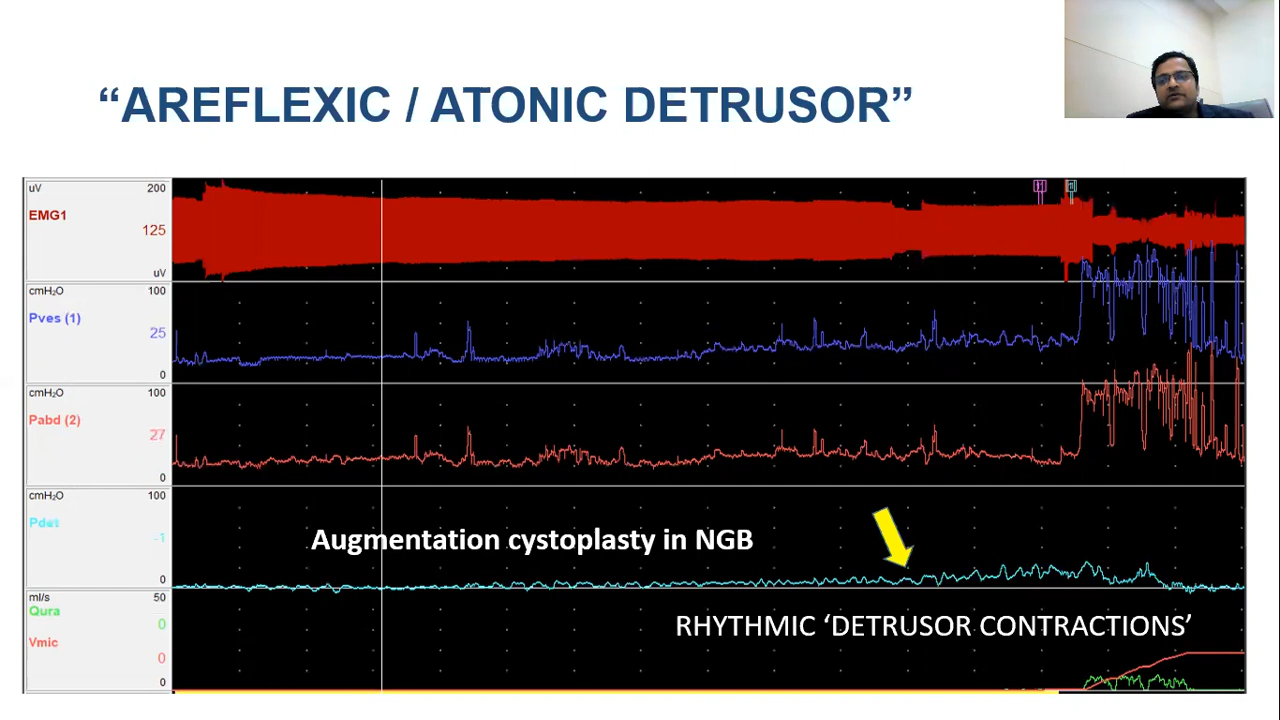 “AREFLEXIC / ATONIC DETRUSOR”
uV 200
EMG1
125
uV
cmH₂O 100
Pves (1)
25
0
cmH₂O 100
Pabd (2)
27
0
cmH₂O 100
Pdet
-1
0
Augmentation cystoplasty in NGB
ml/s 50
Qura
0
RHYTHMIC ‘DETRUSOR CONTRACTIONS’
Vmic
0
0